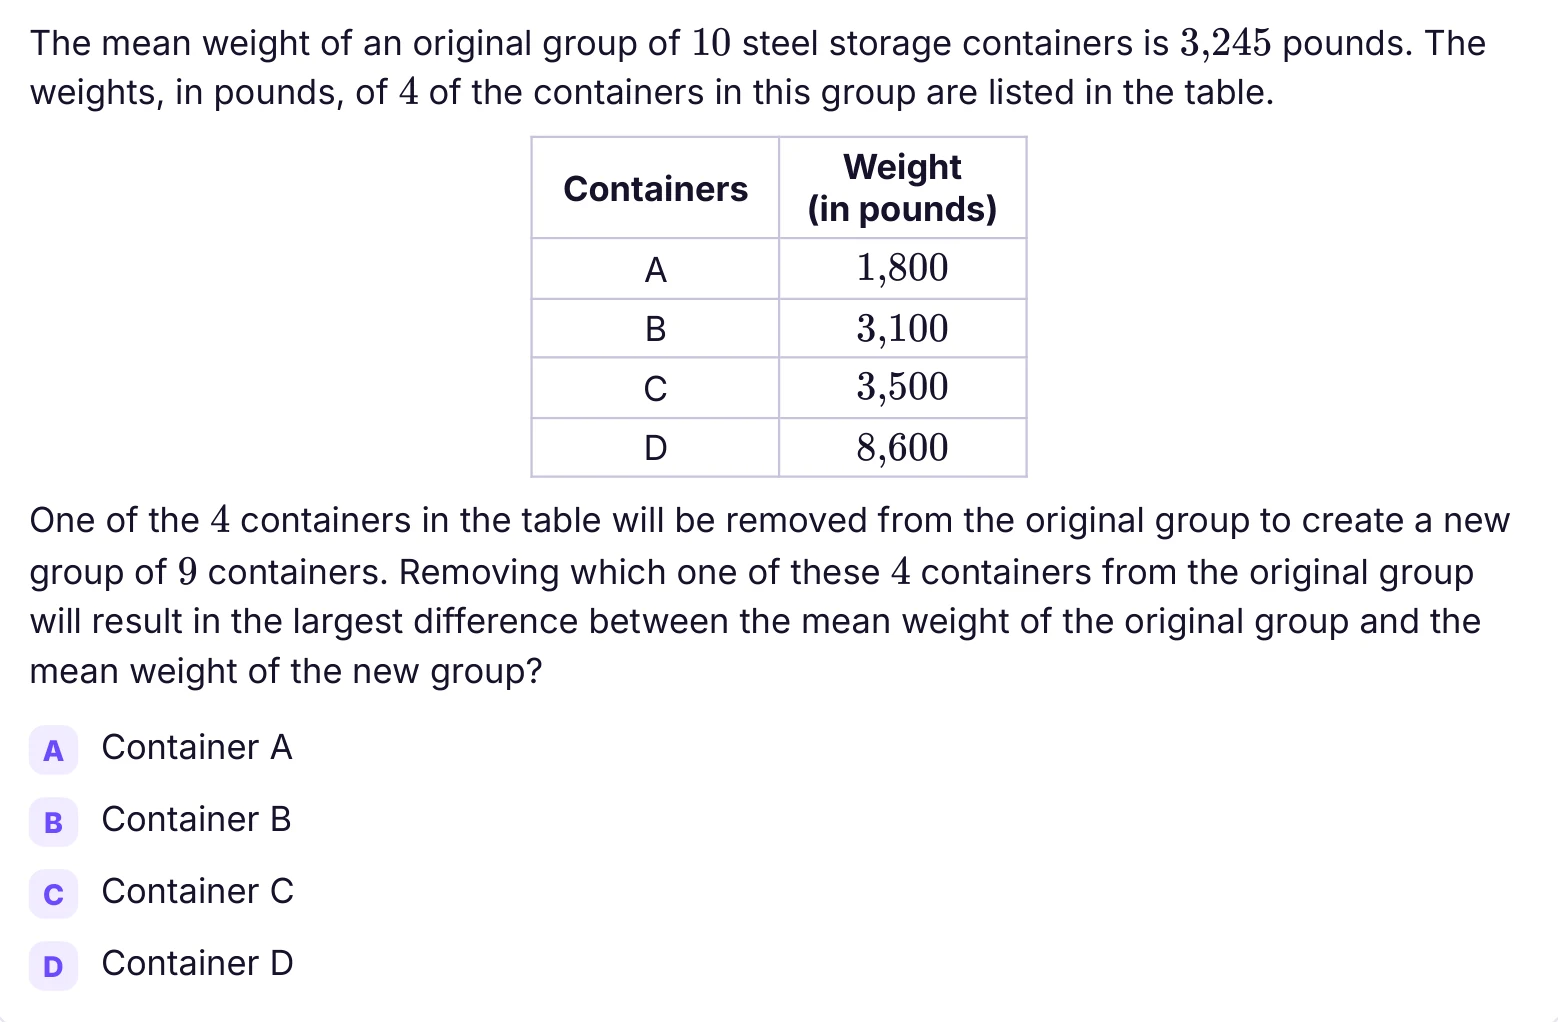 The mean weight of an original group of 10 steel storage containers is 3,245 pounds. The
weights, in pounds, of 4 of the containers in this group are listed in the table.
Containers Weight
(in pounds)
A 1,800
B 3,100
C 3,500
D 8,600
One of the 4 containers in the table will be removed from the original group to create a new
group of 9 containers. Removing which one of these 4 containers from the original group
will result in the largest difference between the mean weight of the original group and the
mean weight of the new group?
A Container A
B Container B
C Container C
D Container D